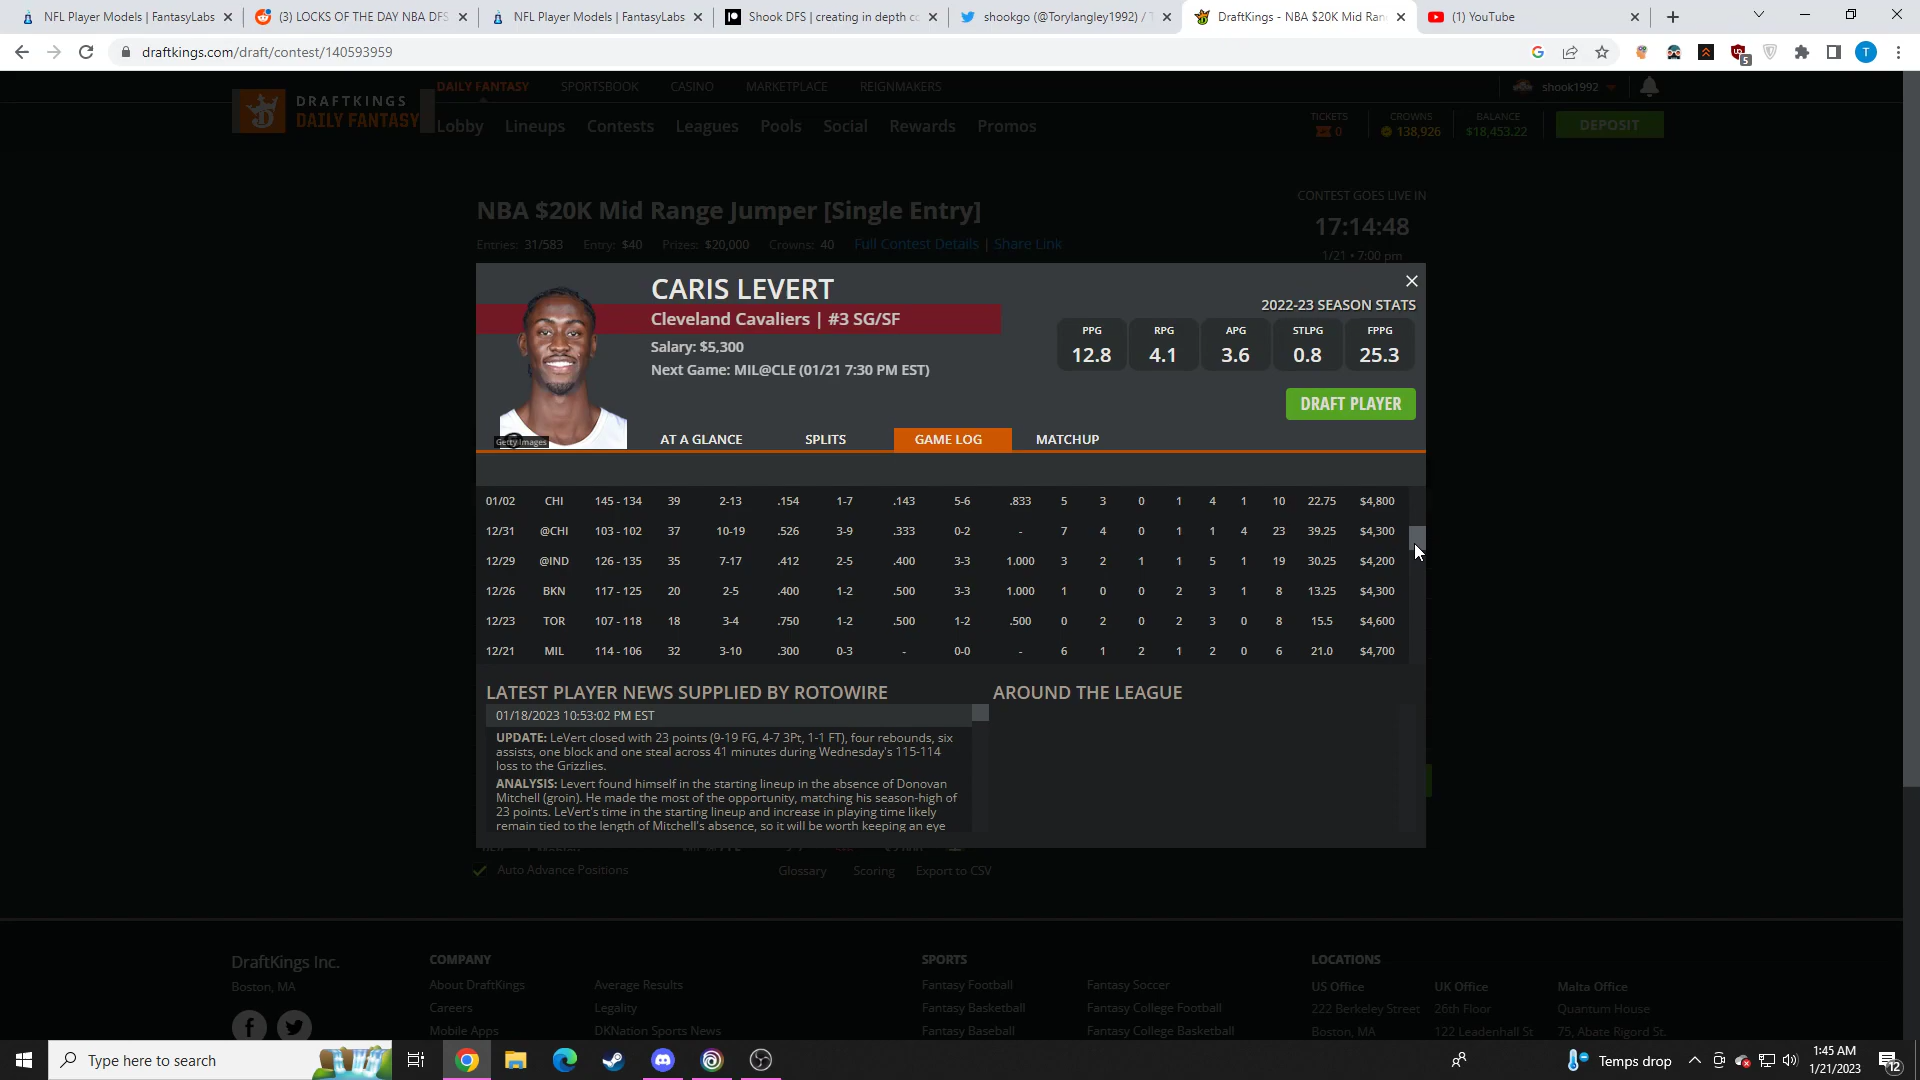 NFL Player Models | FantasyLabs
(3) LOCKS OF THE DAY NBA DFS
NFL Player Models | FantasyLabs
Shook DFS | creating in depth co
shookgo (@Torylangley1992) / T
DraftKings - NBA $20K Mid Ran
(1) YouTube
draftkings.com/draft/contest/140593959
5
T
DRAFTKINGS
DAILY FANTASY
DAILY FANTASY SPORTSBOOK CASINO MARKETPLACE REIGNMAKERS
shook1992
Lobby Lineups Contests Leagues Pools Social Rewards Promos
TICKETS 0
CROWNS 138,926
BALANCE $18,453.22
DEPOSIT
NBA $20K Mid Range Jumper [Single Entry]
Entries: 31/583 Entry: $40 Prizes: $20,000 Crowns: 40 Full Contest Details | Share Link
CONTEST GOES LIVE IN
17:14:48
1/21 • 7:00 pm
CARIS LEVERT
Cleveland Cavaliers | #3 SG/SF
Salary: $5,300
Next Game: MIL@CLE (01/21 7:30 PM EST)
Getty Images
2022-23 SEASON STATS
PPG RPG APG STLPG FPPG
12.8 4.1 3.6 0.8 25.3
DRAFT PLAYER
AT A GLANCE SPLITS GAME LOG MATCHUP
01/02 CHI 145 - 134 39 2-13 .154 1-7 .143 5-6 .833 5 3 0 1 4 1 10 22.75 $4,800
12/31 @CHI 103 - 102 37 10-19 .526 3-9 .333 0-2 - 7 4 0 1 1 4 23 39.25 $4,300
12/29 @IND 126 - 135 35 7-17 .412 2-5 .400 3-3 1.000 3 2 1 1 5 1 19 30.25 $4,200
12/26 BKN 117 - 125 20 2-5 .400 1-2 .500 3-3 1.000 1 0 0 2 3 1 8 13.25 $4,300
12/23 TOR 107 - 118 18 3-4 .750 1-2 .500 1-2 .500 0 2 0 2 3 0 8 15.5 $4,600
12/21 MIL 114 - 106 32 3-10 .300 0-3 - 0-0 - 6 1 2 1 2 0 6 21.0 $4,700
LATEST PLAYER NEWS SUPPLIED BY ROTOWIRE
AROUND THE LEAGUE
01/18/2023 10:53:02 PM EST
UPDATE: LeVert closed with 23 points (9-19 FG, 4-7 3Pt, 1-1 FT), four rebounds, six
assists, one block and one steal across 41 minutes during Wednesday's 115-114
loss to the Grizzlies.
ANALYSIS: Levert found himself in the starting lineup in the absence of Donovan
Mitchell (groin). He made the most of the opportunity, matching his season-high of
23 points. LeVert's time in the starting lineup and increase in playing time likely
remain tied to the length of Mitchell's absence, so it will be worth keeping an eye
Auto Advance Positions Glossary Scoring Export to CSV
DraftKings Inc.
Boston, MA
COMPANY
About DraftKings Average Results
Careers Legality
Mobile Apps DKNation Sports News
SPORTS
Fantasy Football Fantasy Soccer
Fantasy Basketball Fantasy College Football
Fantasy Baseball Fantasy College Basketball
LOCATIONS
US Office UK Office Malta Office
222 Berkeley Street 26th Floor Quantum House
Boston, MA 122 Leadenhall St 75, Abate Rigord St.
Type here to search
Temps drop
1:45 AM
1/21/2023
12